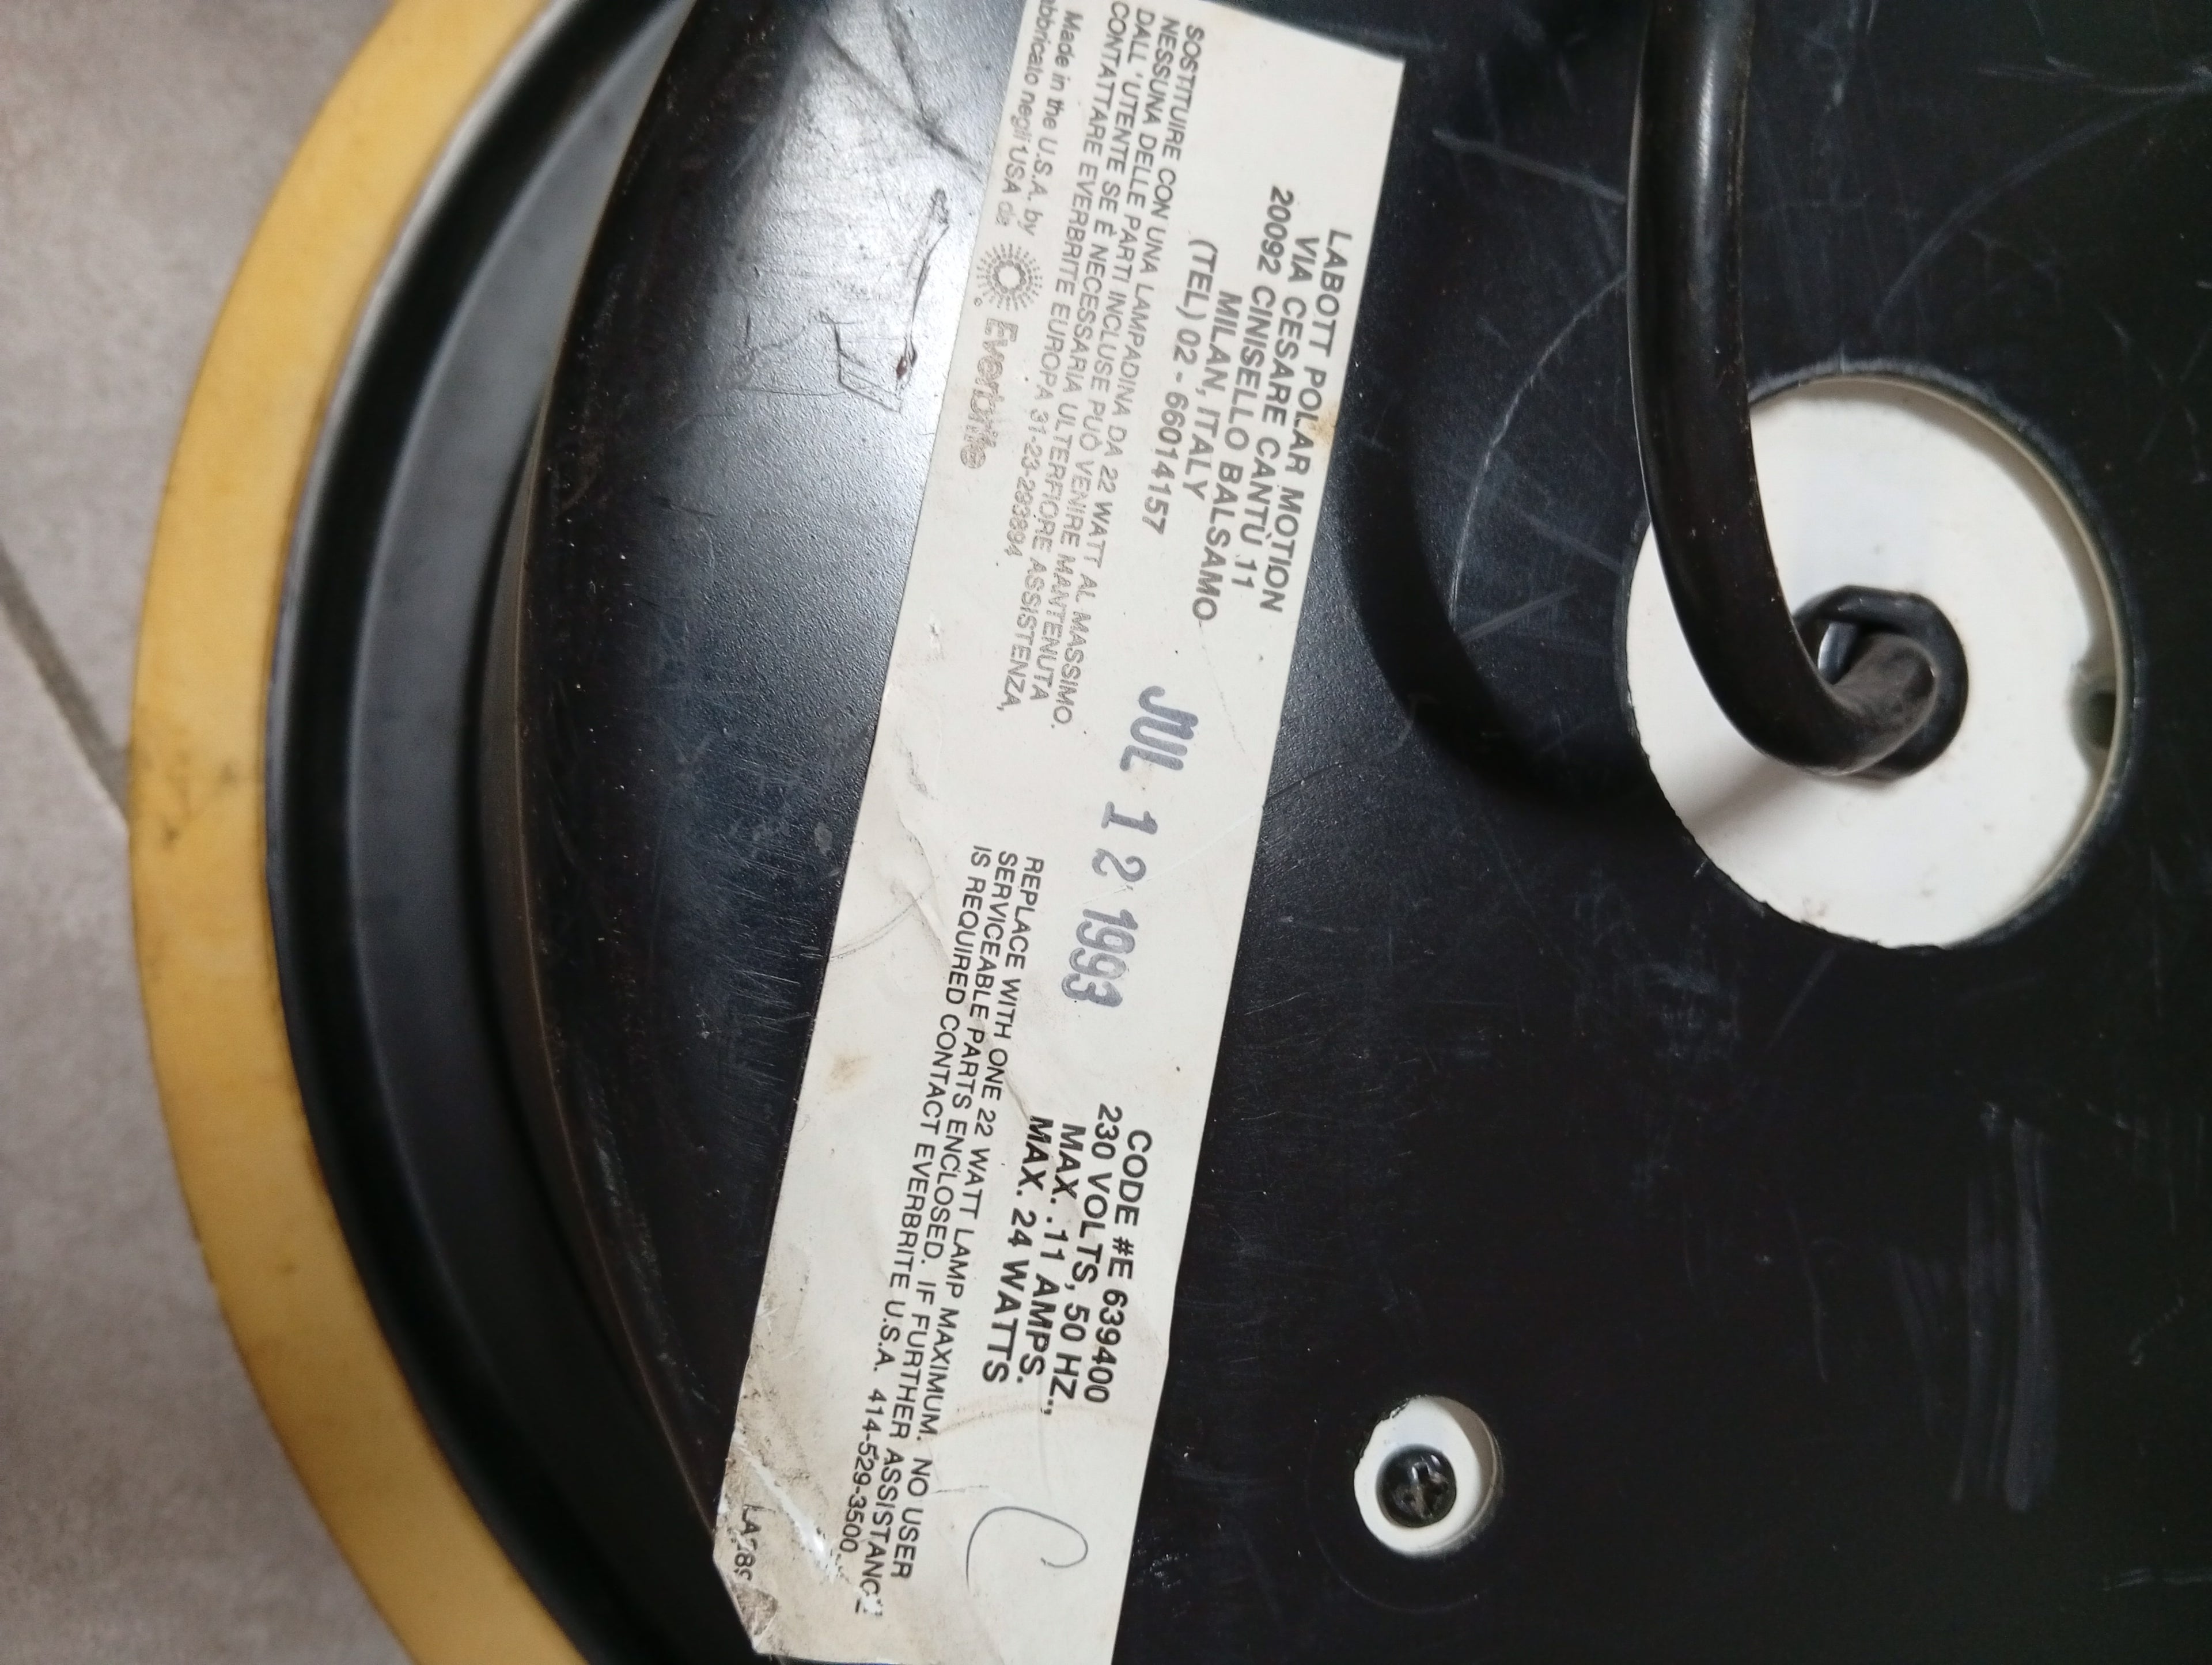 LABOTT POLAR MOTION
VIA CESARE CANTÙ 11
20092 CINISELLO BALSAMO
MILAN, ITALY
(TEL) 02 - 66014157
SOSTITUIRE CON UNA LAMPADINA DA 22 WATT AL MASSIMO.
NESSUNA DELLE PARTI INCLUSE PUÒ VENIRE MANTENUTA
DALL'UTENTE SE È NECESSARIA ULTERFIORE ASSISTENZA,
CONTATTARE EVERBRITE EUROPA 31-23-293894
Made in the U.S.A. by
abbricato negli USA da
Everbrite
JUL 12 1993
CODE #E 639400
230 VOLTS, 50 HZ.,
MAX. .11 AMPS.
MAX. 24 WATTS
REPLACE WITH ONE 22 WATT LAMP MAXIMUM. NO USER
SERVICEABLE PARTS ENCLOSED. IF FURTHER ASSISTANCE
IS REQUIRED CONTACT EVERBRITE U.S.A. 414-529-3500
C